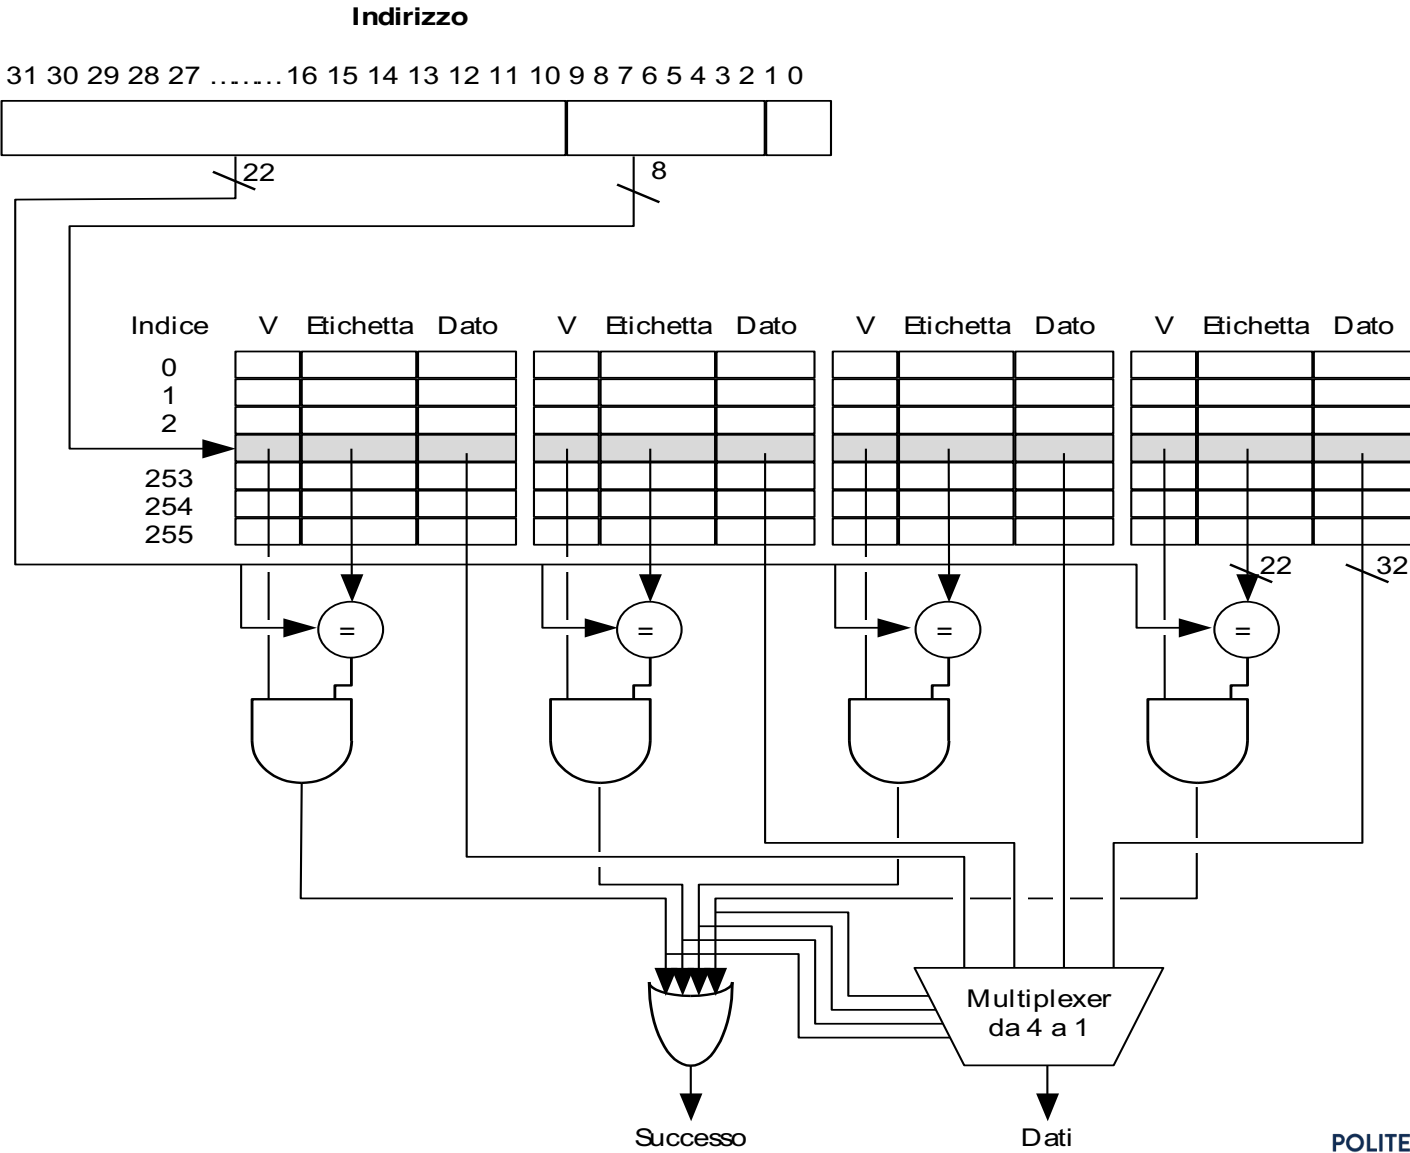 Indirizzo
31 30 29 28 27 ......... 16 15 14 13 12 11 10 9 8 7 6 5 4 3 2 1 0
22
8
Indice V Etichetta Dato V Etichetta Dato V Etichetta Dato V Etichetta Dato
0
1
2
253
254
255
22 32
= = = =
Multiplexer
da 4 a 1
Successo Dati
POLITE